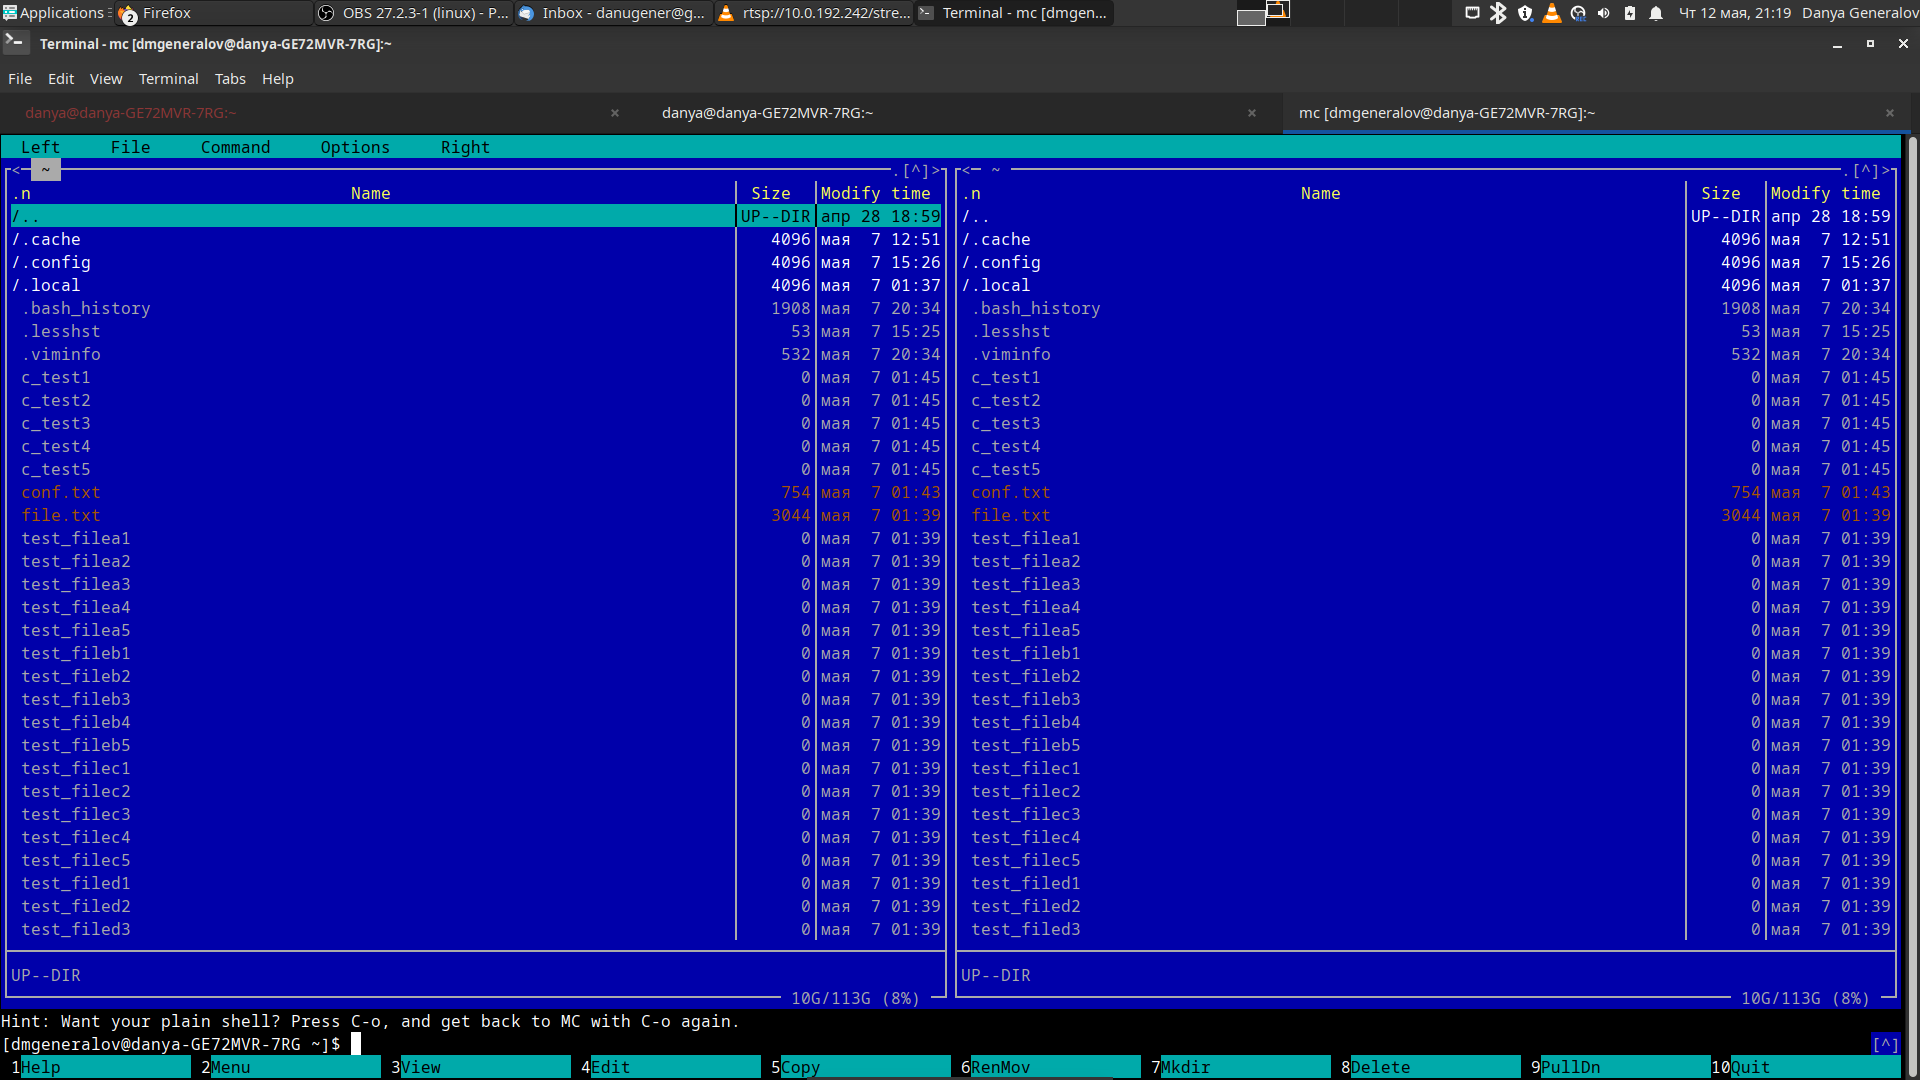 Applications Firefox 2 OBS 27.2.3-1 (linux) - P... Inbox - danugener@g... rtsp://10.0.192.242/stre... Terminal - mc [dmgen... Чт 12 мая, 21:19 Danya Generalov
Terminal - mc [dmgeneralov@danya-GE72MVR-7RG]:~
File Edit View Terminal Tabs Help
danya@danya-GE72MVR-7RG:~ × danya@danya-GE72MVR-7RG:~ × mc [dmgeneralov@danya-GE72MVR-7RG]:~ ×
Left File Command Options Right
<─ ~ .[^]> <─ ~ .[^]>
.n Name Size Modify time .n Name Size Modify time
/.. UP--DIR апр 28 18:59 /.. UP--DIR апр 28 18:59
/.cache 4096 мая 7 12:51 /.cache 4096 мая 7 12:51
/.config 4096 мая 7 15:26 /.config 4096 мая 7 15:26
/.local 4096 мая 7 01:37 /.local 4096 мая 7 01:37
.bash_history 1908 мая 7 20:34 .bash_history 1908 мая 7 20:34
.lesshst 53 мая 7 15:25 .lesshst 53 мая 7 15:25
.viminfo 532 мая 7 20:34 .viminfo 532 мая 7 20:34
c_test1 0 мая 7 01:45 c_test1 0 мая 7 01:45
c_test2 0 мая 7 01:45 c_test2 0 мая 7 01:45
c_test3 0 мая 7 01:45 c_test3 0 мая 7 01:45
c_test4 0 мая 7 01:45 c_test4 0 мая 7 01:45
c_test5 0 мая 7 01:45 c_test5 0 мая 7 01:45
conf.txt 754 мая 7 01:43 conf.txt 754 мая 7 01:43
file.txt 3044 мая 7 01:39 file.txt 3044 мая 7 01:39
test_filea1 0 мая 7 01:39 test_filea1 0 мая 7 01:39
test_filea2 0 мая 7 01:39 test_filea2 0 мая 7 01:39
test_filea3 0 мая 7 01:39 test_filea3 0 мая 7 01:39
test_filea4 0 мая 7 01:39 test_filea4 0 мая 7 01:39
test_filea5 0 мая 7 01:39 test_filea5 0 мая 7 01:39
test_fileb1 0 мая 7 01:39 test_fileb1 0 мая 7 01:39
test_fileb2 0 мая 7 01:39 test_fileb2 0 мая 7 01:39
test_fileb3 0 мая 7 01:39 test_fileb3 0 мая 7 01:39
test_fileb4 0 мая 7 01:39 test_fileb4 0 мая 7 01:39
test_fileb5 0 мая 7 01:39 test_fileb5 0 мая 7 01:39
test_filec1 0 мая 7 01:39 test_filec1 0 мая 7 01:39
test_filec2 0 мая 7 01:39 test_filec2 0 мая 7 01:39
test_filec3 0 мая 7 01:39 test_filec3 0 мая 7 01:39
test_filec4 0 мая 7 01:39 test_filec4 0 мая 7 01:39
test_filec5 0 мая 7 01:39 test_filec5 0 мая 7 01:39
test_filed1 0 мая 7 01:39 test_filed1 0 мая 7 01:39
test_filed2 0 мая 7 01:39 test_filed2 0 мая 7 01:39
test_filed3 0 мая 7 01:39 test_filed3 0 мая 7 01:39
UP--DIR UP--DIR
10G/113G (8%) 10G/113G (8%)
Hint: Want your plain shell? Press C-o, and get back to MC with C-o again.
[dmgeneralov@danya-GE72MVR-7RG ~]$ [^]
1Help 2Menu 3View 4Edit 5Copy 6RenMov 7Mkdir 8Delete 9PullDn 10Quit